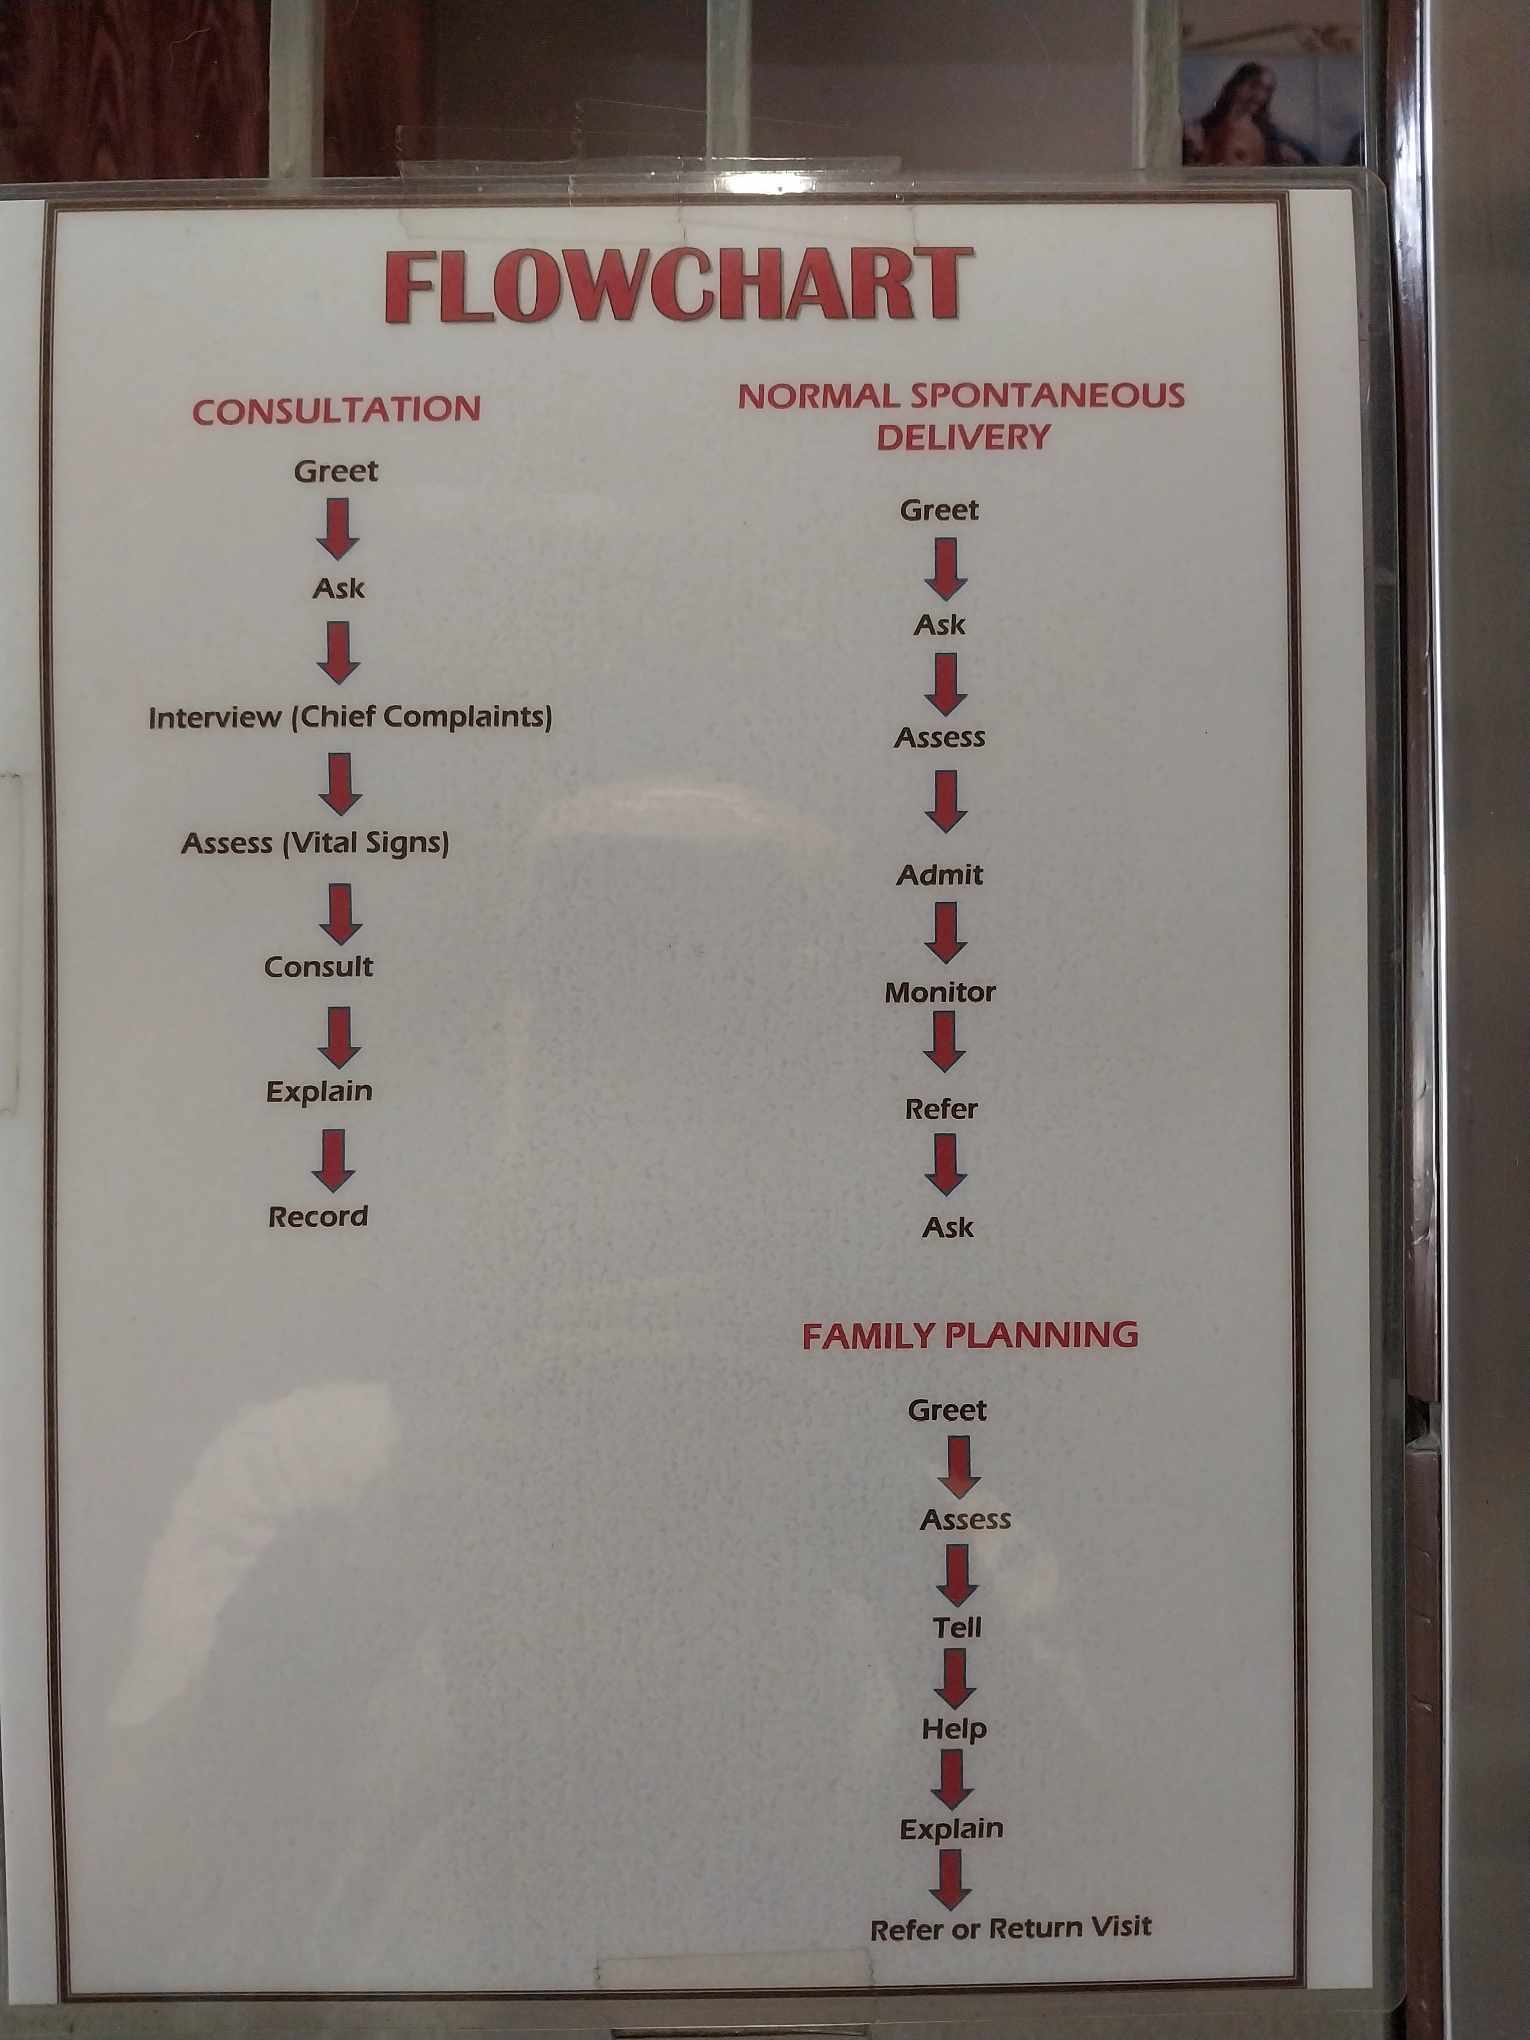 FLOWCHART
CONSULTATION
Greet
Ask
Interview (Chief Complaints)
Assess (Vital Signs)
Consult
Explain
Record
NORMAL SPONTANEOUS
DELIVERY
Greet
Ask
Assess
Admit
Monitor
Refer
Ask
FAMILY PLANNING
Greet
Assess
Tell
Help
Explain
Refer or Return Visit